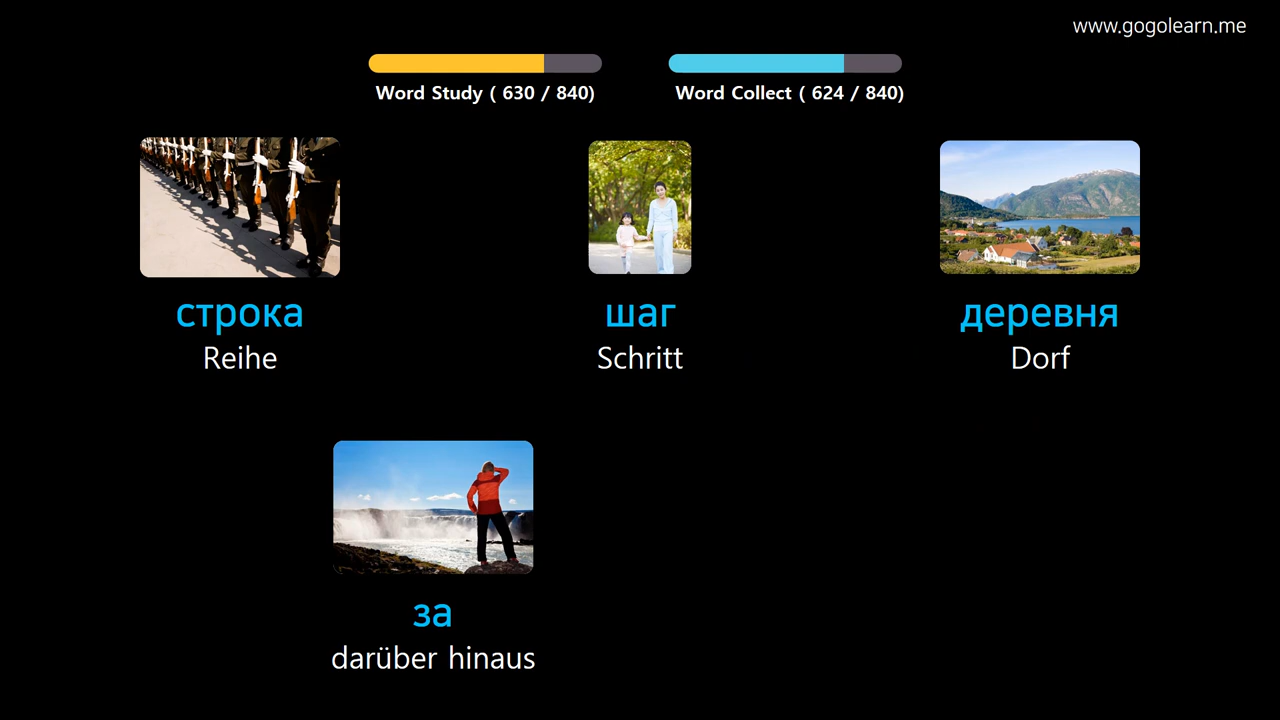 www.gogolearn.me
Word Study ( 630 / 840)
Word Collect ( 624 / 840)
строка
Reihe
шаг
Schritt
деревня
Dorf
за
darüber hinaus